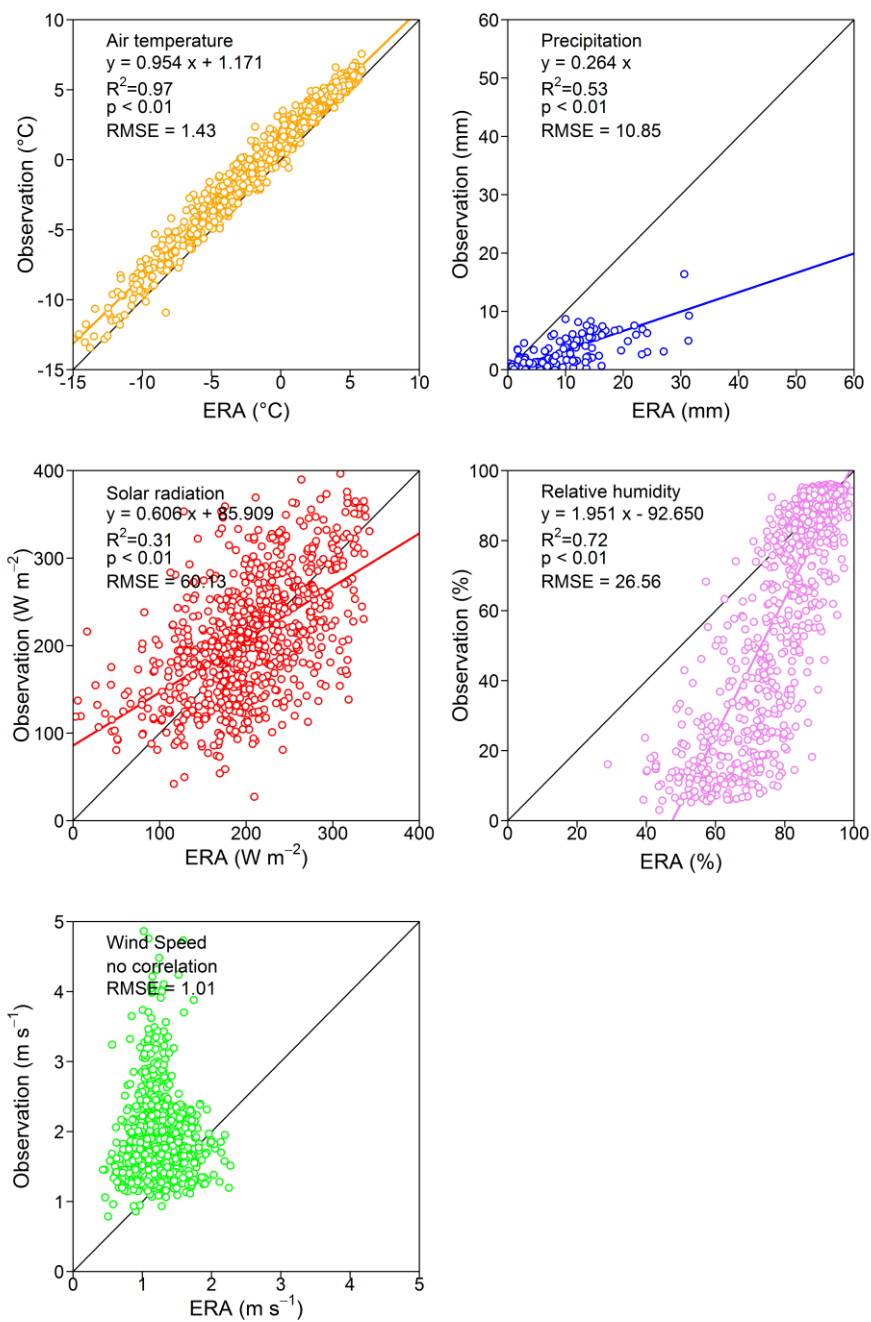 Air temperature
y = 0.954 x + 1.171
R²=0.97
p < 0.01
RMSE = 1.43
10
5
0
-5
-10
-15
Observation (°C)
-15
-10
-5
0
5
10
ERA (°C)
Precipitation
y = 0.264 x
R²=0.53
p < 0.01
RMSE = 10.85
60
50
40
30
20
10
0
Observation (mm)
0
10
20
30
40
50
60
ERA (mm)
Solar radiation
y = 0.606 x + 85.909
R²=0.31
p < 0.01
RMSE = 60.13
400
300
200
100
0
Observation (W m⁻²)
0
100
200
300
400
ERA (W m⁻²)
Relative humidity
y = 1.951 x - 92.650
R²=0.72
p < 0.01
RMSE = 26.56
100
80
60
40
20
0
Observation (%)
0
20
40
60
80
100
ERA (%)
Wind Speed
no correlation
RMSE = 1.01
5
4
3
2
1
0
Observation (m s⁻¹)
0
1
2
3
4
5
ERA (m s⁻¹)